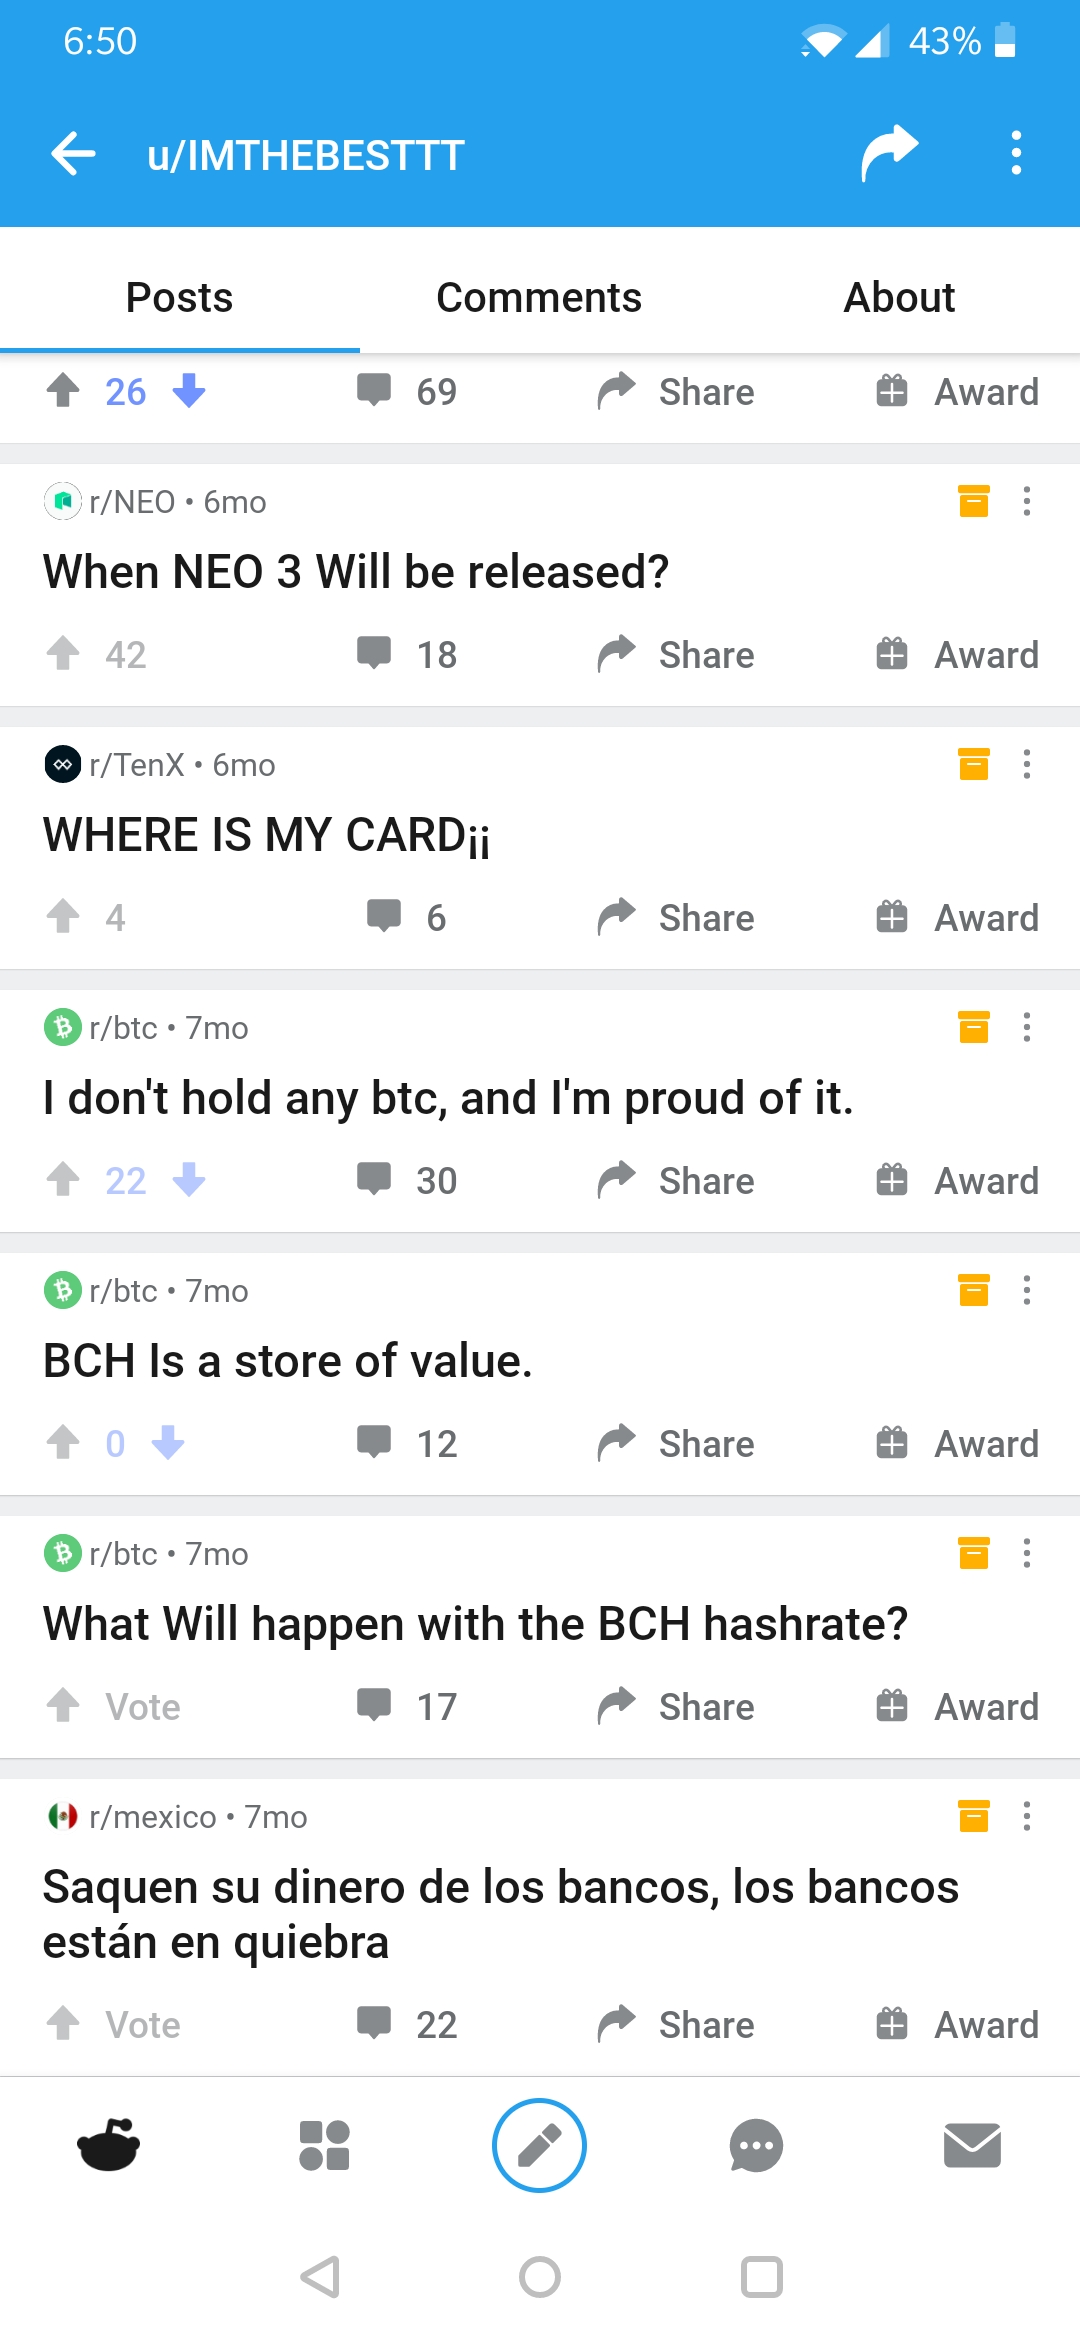 6:50 43%
u/IMTHEBESTTT
Posts Comments About
26 69 Share Award
r/NEO • 6mo
When NEO 3 Will be released?
42 18 Share Award
r/TenX • 6mo
WHERE IS MY CARD¡¡
4 6 Share Award
r/btc • 7mo
I don't hold any btc, and I'm proud of it.
22 30 Share Award
r/btc • 7mo
BCH Is a store of value.
0 12 Share Award
r/btc • 7mo
What Will happen with the BCH hashrate?
Vote 17 Share Award
r/mexico • 7mo
Saquen su dinero de los bancos, los bancos
están en quiebra
Vote 22 Share Award